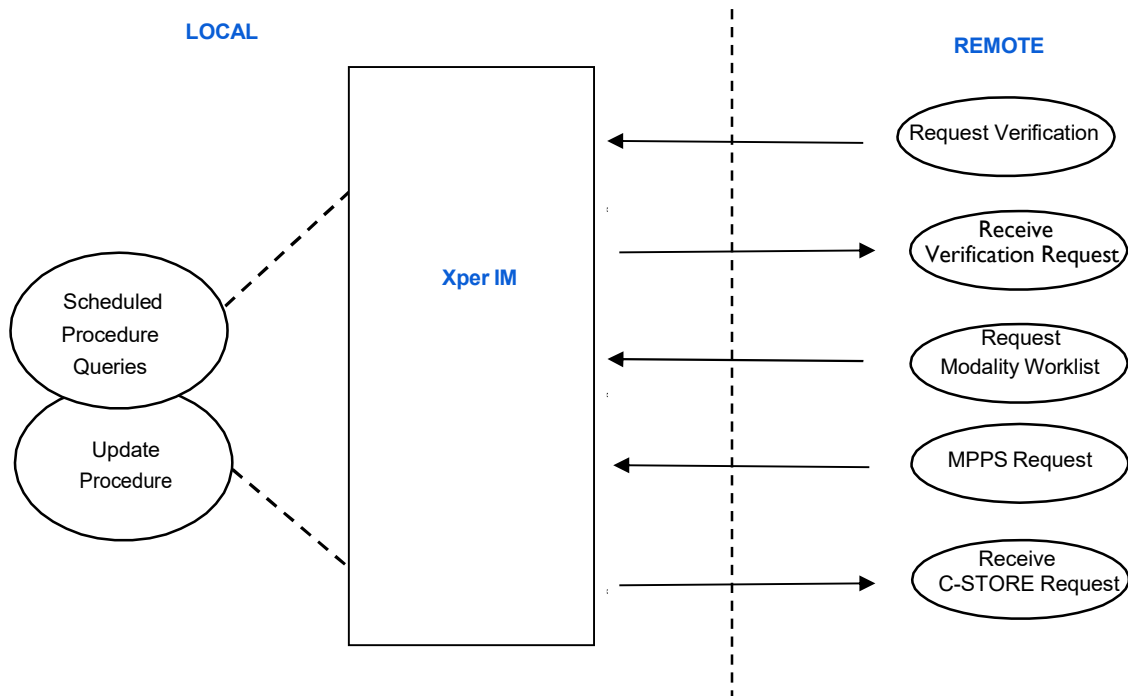 LOCAL
REMOTE
Request Verification
Receive
Verification Request
Xper IM
Scheduled
Procedure
Queries
Request
Modality Worklist
Update
Procedure
MPPS Request
Receive
C-STORE Request